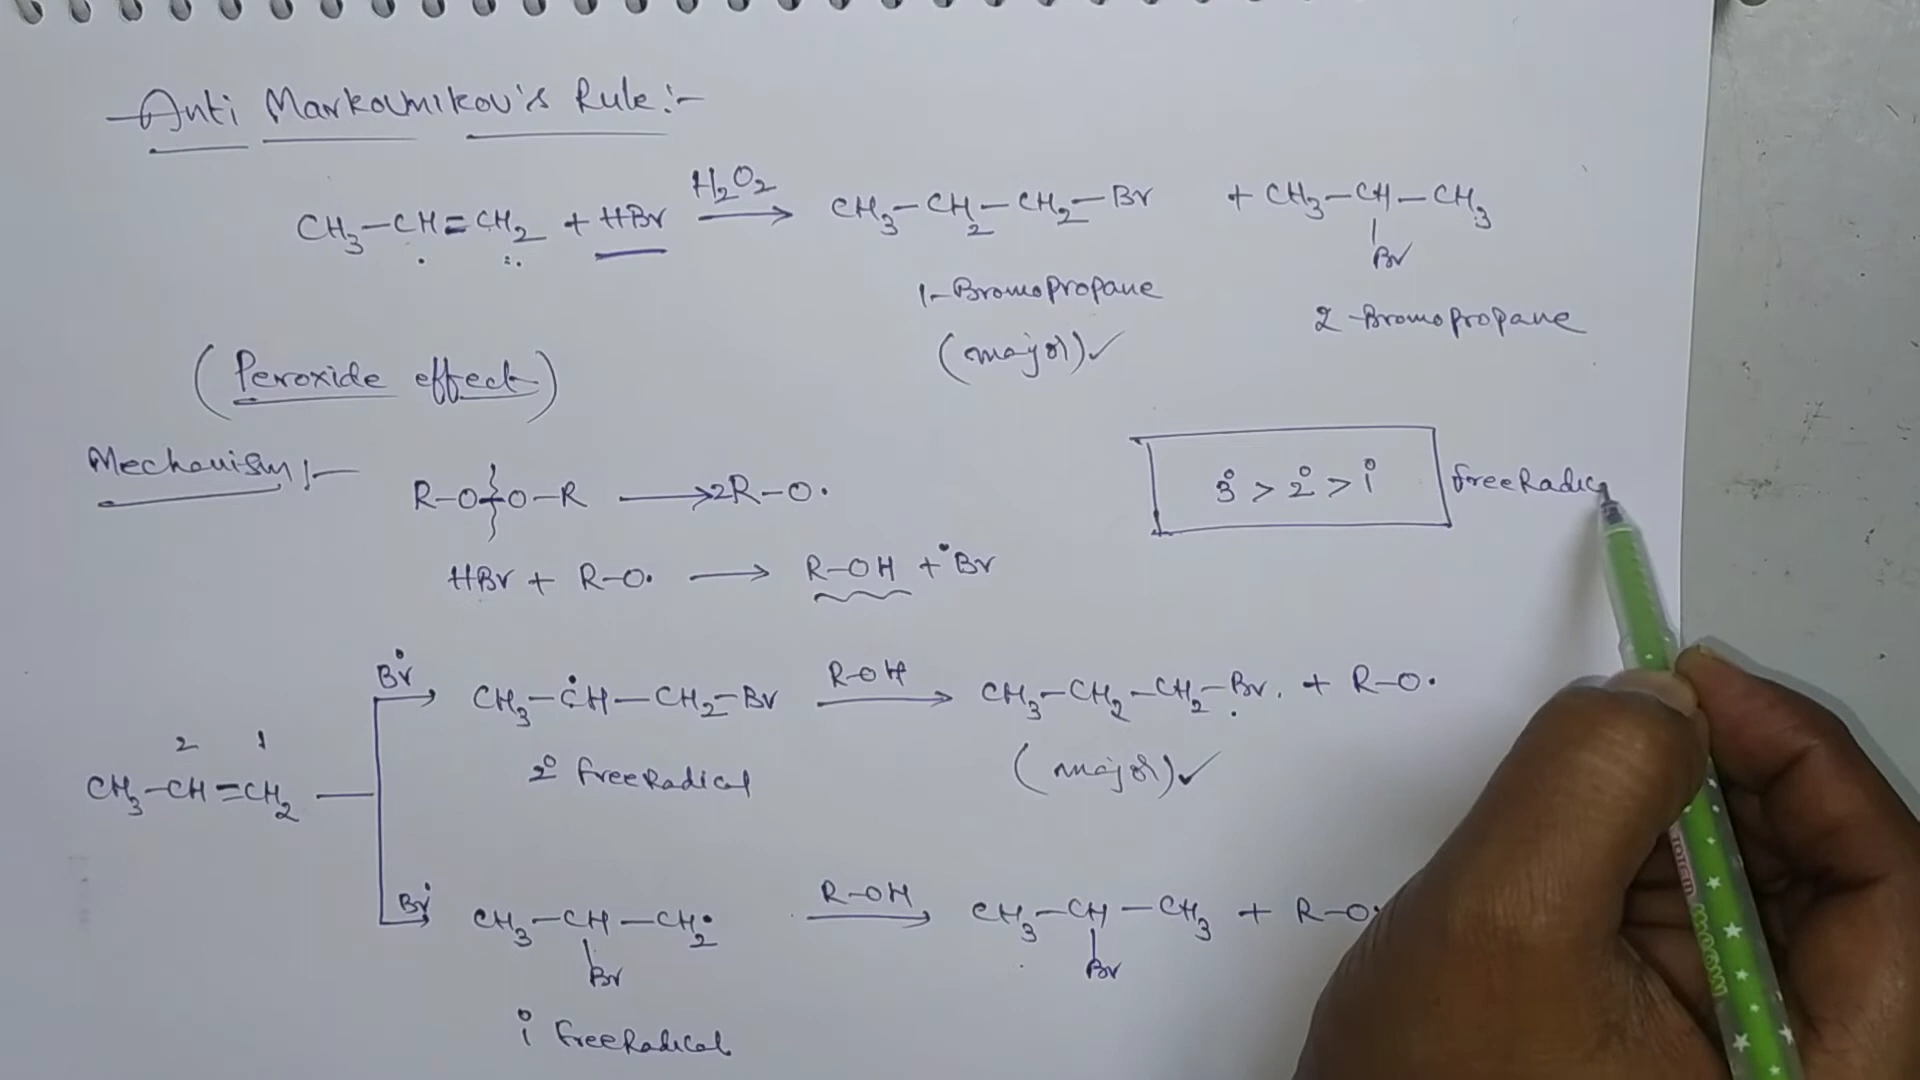 Anti Markovnikov's Rule:-
CH3-CH=CH2 + HBr H2O2 → CH3-CH2-CH2-Br + CH3-CH-CH3
Br
1-Bromopropane
2-Bromopropane
(major)✓
(Peroxide effect)
Mechanism:-
R-O-O-R → 2R-O•
3° > 2° > 1° free Radic
HBr + R-O• → R-OH + •Br
Br• CH3-ĊH-CH2-Br R-OH → CH3-CH2-CH2-Br. + R-O•
2° free Radical (major)✓
2 1
CH3-CH=CH2
Br• CH3-CH-CH2• R-OH → CH3-CH-CH3 + R-O•
Br Br
1° free Radical
TOTEM